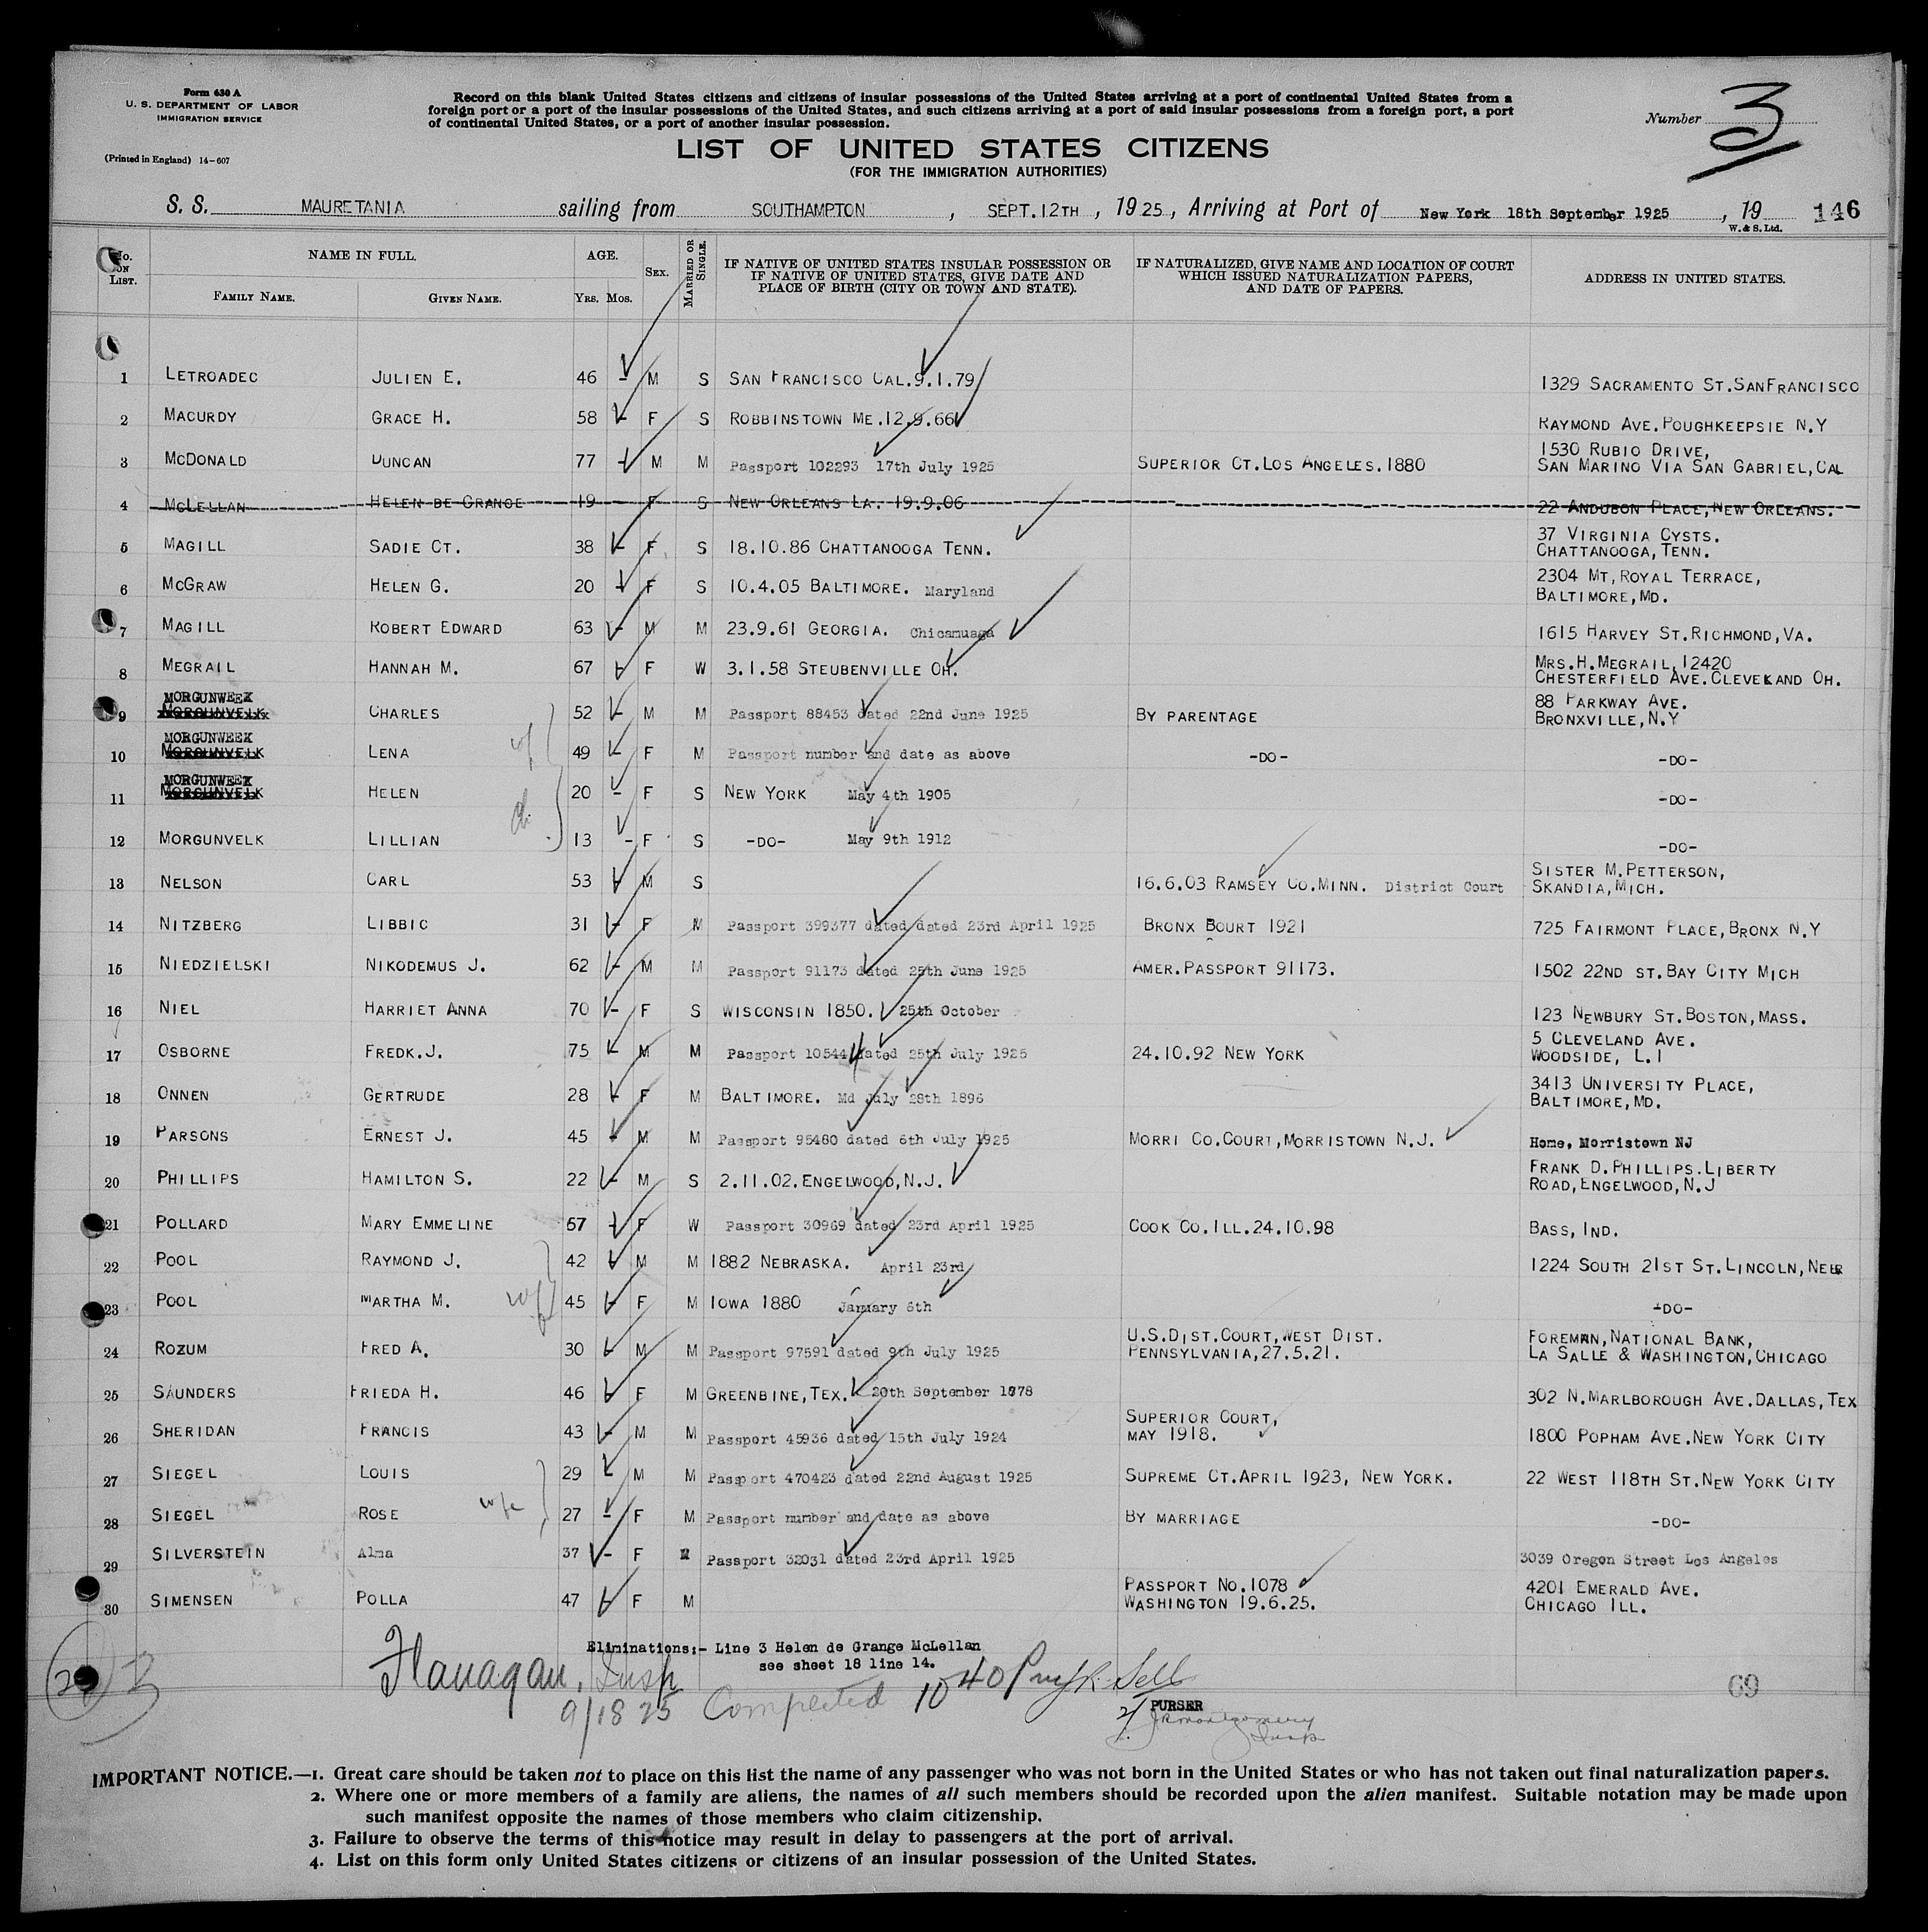 Form 630 A
U. S. DEPARTMENT OF LABOR
IMMIGRATION SERVICE
(Printed in England) 14-607
Record on this blank United States citizens and citizens of insular possessions of the United States arriving at a port of continental United States from a
foreign port or a port of the insular possessions of the United States, and such citizens arriving at a port of said insular possessions from a foreign port, a port
of continental United States, or a port of another insular possession.
Number 3
LIST OF UNITED STATES CITIZENS
(FOR THE IMMIGRATION AUTHORITIES)
S. S. MAURETANIA sailing from SOUTHAMPTON, SEPT.12TH, 1925, Arriving at Port of New York 18th September 1925, 19 146
W. & S. Ltd.
No. ON LIST. NAME IN FULL. AGE. SEX. MARRIED OR SINGLE. IF NATIVE OF UNITED STATES INSULAR POSSESSION OR IF NATIVE OF UNITED STATES, GIVE DATE AND PLACE OF BIRTH (CITY OR TOWN AND STATE). IF NATURALIZED, GIVE NAME AND LOCATION OF COURT WHICH ISSUED NATURALIZATION PAPERS, AND DATE OF PAPERS. ADDRESS IN UNITED STATES.
FAMILY NAME. GIVEN NAME. YRS. MOS.
1 LETROADEC JULIEN E. 46 - M S SAN FRANCISCO CAL.9.1.79 1329 SACRAMENTO ST.SANFRANCISCO
2 MACURDY GRACE H. 58 - F S ROBBINSTOWN ME.12.9.66 RAYMOND AVE.POUGHKEEPSIE N.Y
3 MCDONALD DUNCAN 77 - M M Passport 102293 17th July 1925 SUPERIOR CT.LOS ANGELES.1880 1530 RUBIO DRIVE,
SAN MARINO VIA SAN GABRIEL,CAL
4 MCLELLAN HELEN DE GRANGE 19 F S NEW ORLEANS LA. 19.9.06 22 ANDUBON PLACE,NEW ORLEANS.
5 MAGILL SADIE CT. 38 - F S 18.10.86 CHATTANOOGA TENN. 37 VIRGINIA CYSTS.
CHATTANOOGA,TENN.
6 MCGRAW HELEN G. 20 - F S 10.4.05 BALTIMORE. Maryland 2304 MT,ROYAL TERRACE,
BALTIMORE,MD.
7 MAGILL ROBERT EDWARD 63 - M M 23.9.61 GEORGIA. Chicamuaga 1615 HARVEY ST.RICHMOND,VA.
8 MEGRAIL HANNAH M. 67 - F W 3.1.58 STEUBENVILLE OH. MRS.H.MEGRAIL,12420
CHESTERFIELD AVE.CLEVEKAND OH.
MORGUNWEEK
9 MORGUNVELK CHARLES 52 - M M Passport 88453 dated 22nd June 1925 BY PARENTAGE 88 PARKWAY AVE.
BRONXVILLE,N.Y
MORGUNWEEK
10 MORGUNVELK LENA wf 49 - F M Passport number and date as above -DO- -DO-
MORGUNWEEK
11 MORGUNVELK HELEN d. 20 - F S NEW YORK May 4th 1905 -DO-
12 MORGUNVELK LILLIAN 13 - F S -DO- May 9th 1912 -DO-
13 NELSON CARL 53 - M S 16.6.03 RAMSEY CO.MINN. District Court SISTER M.PETTERSON,
SKANDIA,MICH.
14 NITZBERG LIBBIC 31 - F M Passport 399377 dated dated 23rd April 1925 BRONX BOURT 1921 725 FAIRMONT PLACE,BRONX N.Y
15 NIEDZIELSKI NIKODEMUS J. 62 - M M Passport 91173 dated 25th June 1925 AMER.PASSPORT 91173. 1502 22ND ST.BAY CITY MICH
16 NIEL HARRIET ANNA 70 - F S WISCONSIN 1850. 25th October 123 NEWBURY ST.BOSTON,MASS.
17 OSBORNE FREDK.J. 75 - M M Passport 105444 dated 25th July 1925 24.10.92 NEW YORK 5 CLEVELAND AVE.
WOODSIDE, L.I
18 ONNEN GERTRUDE 28 - F M BALTIMORE. Md July 28th 1896 3413 UNIVERSITY PLACE,
BALTIMORE,MD.
19 PARSONS ERNEST J. 45 - M M Passport 95480 dated 6th July 1925 MORRI CO.COURT,MORRISTOWN N.J. Home, Morristown NJ
20 PHILLIPS HAMILTON S. 22 - M S 2.11.02.ENGELWOOD,N.J. FRANK D.PHILLIPS.LIBERTY
ROAD,ENGELWOOD,N.J
21 POLLARD MARY EMMELINE 57 - F W Passport 30969 dated 23rd April 1925 COOK CO.ILL.24.10.98 BASS, IND.
22 POOL RAYMOND J. 42 - M M 1882 NEBRASKA. April 23rd 1224 SOUTH 21ST ST.LINCOLN,NEBR
23 POOL MARTHA M. wf 45 - F M IOWA 1880 January 6th -DO-
24 ROZUM FRED A. 30 - M M Passport 97591 dated 9th July 1925 U.S.DIST.COURT,WEST DIST.
PENNSYLVANIA,27.5.21. FOREMAN,NATIONAL BANK,
LA SALLE & WASHINGTON,CHICAGO
25 SAUNDERS FRIEDA H. 46 - F M GREENBINE,TEX. 20th September 1878 302 N.MARLBOROUGH AVE.DALLAS,TEX
26 SHERIDAN FRANCIS 43 - M M Passport 45936 dated 15th July 1924 SUPERIOR COURT,
MAY 1918. 1800 POPHAM AVE.NEW YORK CITY
27 SIEGEL LOUIS 29 - M M Passport 470423 dated 22nd August 1925 SUPREME CT.APRIL 1923, NEW YORK. 22 WEST 118TH ST.NEW YORK CITY
28 SIEGEL ROSE wfe 27 - F M Passport number and date as above BY MARRIAGE -DO-
29 SILVERSTEIN Alma 37 - F M Passport 32031 dated 23rd April 1925 3039 Oregon Street Los Angeles
30 SIMENSEN POLLA 47 - F M PASSPORT NO.1078
WASHINGTON 19.6.25. 4201 EMERALD AVE.
CHICAGO ILL.
Eliminations:- Line 3 Helen de Grange McLellan
see sheet 18 line 14.
Flanagan, Insp
9/18 25 Completed 10 40 P
PURSER
JRMontgomery
Insp
69
IMPORTANT NOTICE.—1. Great care should be taken not to place on this list the name of any passenger who was not born in the United States or who has not taken out final naturalization papers.
2. Where one or more members of a family are aliens, the names of all such members should be recorded upon the alien manifest. Suitable notation may be made upon
such manifest opposite the names of those members who claim citizenship.
3. Failure to observe the terms of this notice may result in delay to passengers at the port of arrival.
4. List on this form only United States citizens or citizens of an insular possession of the United States.